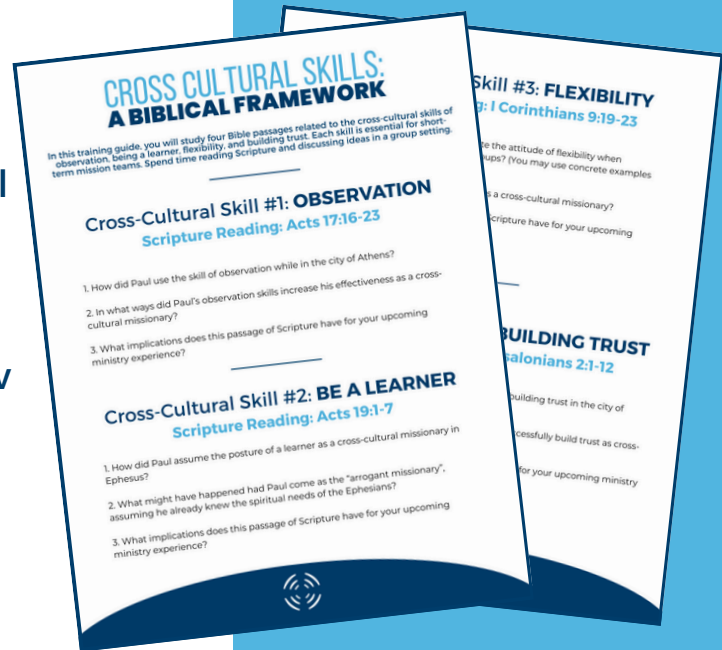 l
v
CROSS CULTURAL SKILLS:
A BIBLICAL FRAMEWORK
In this training guide, you will study four Bible passages related to the cross-cultural skills of
observation, being a learner, flexibility, and building trust. Each skill is essential for short-
term mission teams. Spend time reading Scripture and discussing ideas in a group setting.
Cross-Cultural Skill #1: OBSERVATION
Scripture Reading: Acts 17:16-23
1. How did Paul use the skill of observation while in the city of Athens?
2. In what ways did Paul's observation skills increase his effectiveness as a cross-
cultural missionary?
3. What implications does this passage of Scripture have for your upcoming
ministry experience?
Cross-Cultural Skill #2: BE A LEARNER
Scripture Reading: Acts 19:1-7
1. How did Paul assume the posture of a learner as a cross-cultural missionary in
Ephesus?
2. What might have happened had Paul come as the "arrogant missionary",
assuming he already knew the spiritual needs of the Ephesians?
3. What implications does this passage of Scripture have for your upcoming
ministry experience?
Skill #3: FLEXIBILITY
g: I Corinthians 9:19-23
te the attitude of flexibility when
ups? (You may use concrete examples
s a cross-cultural missionary?
cripture have for your upcoming
BUILDING TRUST
salonians 2:1-12
building trust in the city of
cessfully build trust as cross-
for your upcoming ministry